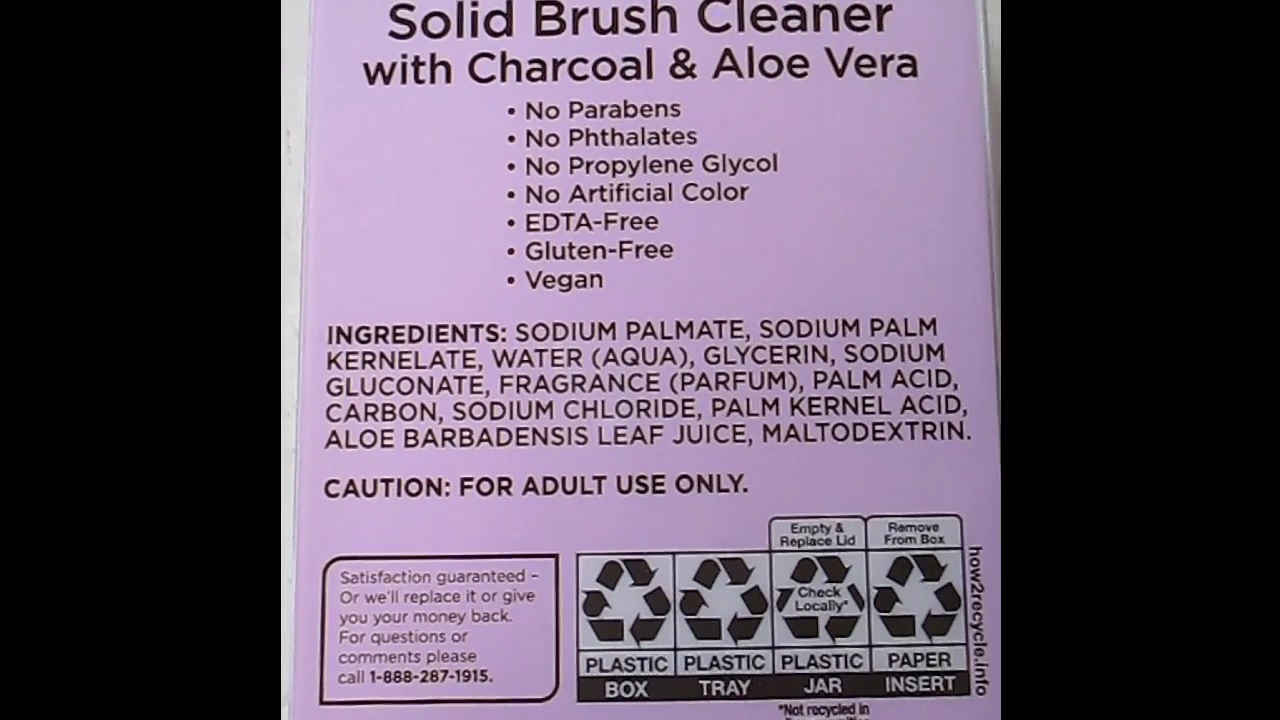 Solid Brush Cleaner
with Charcoal & Aloe Vera
• No Parabens
• No Phthalates
• No Propylene Glycol
• No Artificial Color
• EDTA-Free
• Gluten-Free
• Vegan
INGREDIENTS: SODIUM PALMATE, SODIUM PALM
KERNELATE, WATER (AQUA), GLYCERIN, SODIUM
GLUCONATE, FRAGRANCE (PARFUM), PALM ACID,
CARBON, SODIUM CHLORIDE, PALM KERNEL ACID,
ALOE BARBADENSIS LEAF JUICE, MALTODEXTRIN.
CAUTION: FOR ADULT USE ONLY.
Satisfaction guaranteed –
Or we'll replace it or give
you your money back.
For questions or
comments please
call 1-888-287-1915.
Empty &
Replace Lid
Remove
From Box
Check
Locally*
PLASTIC
BOX
PLASTIC
TRAY
PLASTIC
JAR
PAPER
INSERT
how2recycle.info
*Not recycled in